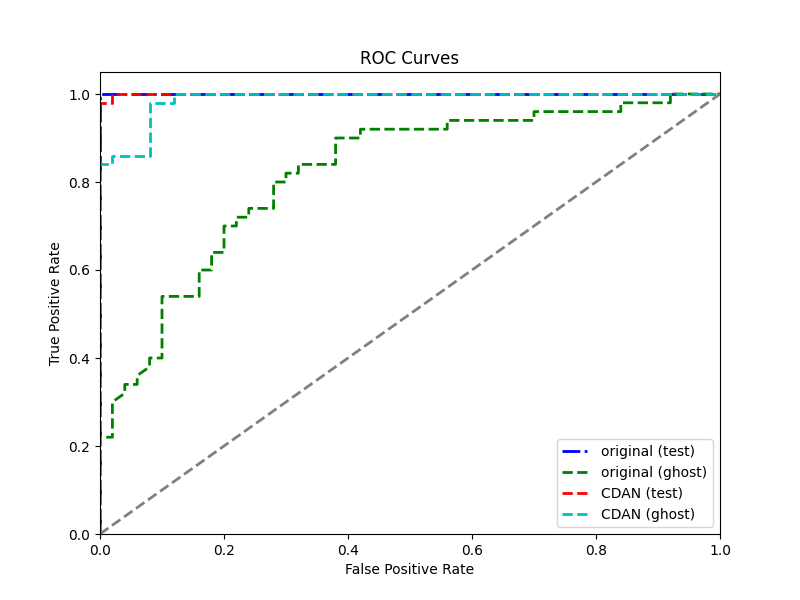 ROC Curves
True Positive Rate
1.0
0.8
0.6
0.4
0.2
0.0
0.0 0.2 0.4 0.6 0.8 1.0
False Positive Rate
original (test)
original (ghost)
CDAN (test)
CDAN (ghost)